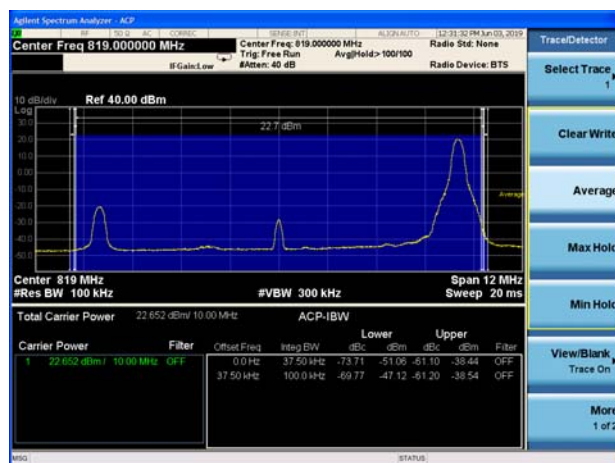 Agilent Spectrum Analyzer - ACP
RF 50 Ω AC CORREC SENSE:INT ALIGN AUTO 12:31:32 PM Jun 03, 2019
Center Freq 819.000000 MHz
Center Freq: 819.000000 MHz Radio Std: None
Trig: Free Run Avg|Hold:>100/100
IFGain:Low #Atten: 40 dB Radio Device: BTS
10 dB/div Ref 40.00 dBm
Log
30.0
20.0
10.0
0.00
-10.0
-20.0
-30.0
-40.0
-50.0
22.7 dBm
Average
Center 819 MHz Span 12 MHz
#Res BW 100 kHz #VBW 300 kHz Sweep 20 ms
Total Carrier Power 22.652 dBm/ 10.00 MHz ACP-IBW
Lower Upper
Carrier Power Filter Offset Freq Integ BW dBc dBm dBc dBm Filter
1 22.652 dBm / 10.00 MHz OFF 0.0 Hz 37.50 kHz -73.71 -51.06 -61.10 -38.44 OFF
37.50 kHz 100.0 kHz -69.77 -47.12 -61.20 -38.54 OFF
MSG STATUS
Trace/Detector
Select Trace
1
Clear Write
Average
Max Hold
Min Hold
View/Blank
Trace On
More
1 of 2